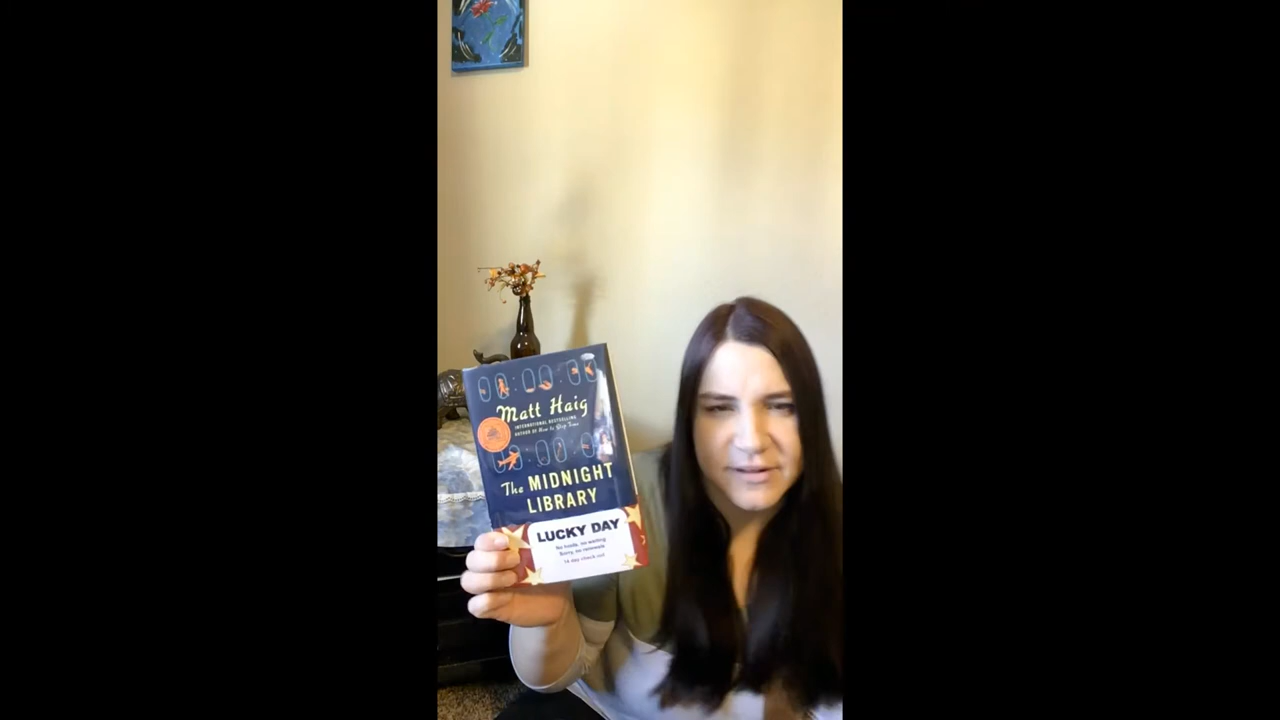 Matt Haig
INTERNATIONAL BESTSELLING
AUTHOR OF How to Stop Time
The MIDNIGHT
LIBRARY
LUCKY DAY
No holds, no waiting
Sorry, no renewals
14 day check out